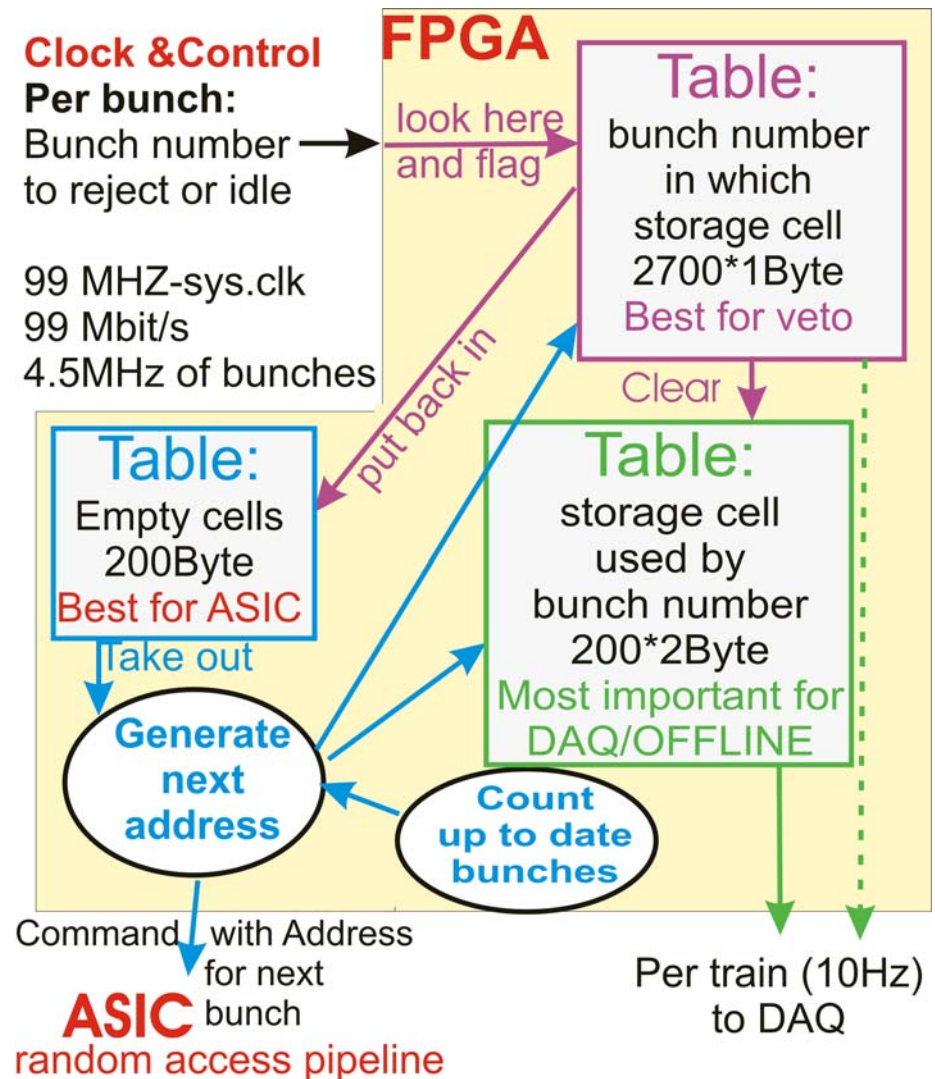 Clock &Control
Per bunch:
Bunch number
to reject or idle
99 MHZ-sys.clk
99 Mbit/s
4.5MHz of bunches
FPGA
look here
and flag
Table:
bunch number
in which
storage cell
2700*1Byte
Best for veto
put back in
Clear
Table:
Empty cells
200Byte
Best for ASIC
Take out
Table:
storage cell
used by
bunch number
200*2Byte
Most important for
DAQ/OFFLINE
Generate
next
address
Count
up to date
bunches
Command with Address
for next
bunch
ASIC
random access pipeline
Per train (10Hz)
to DAQ